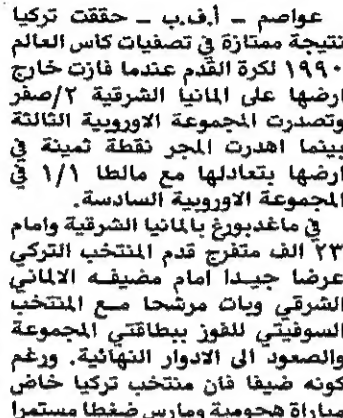 عواصم - أ.ف.ب - حققت تركيا
نتيجة ممتازة في تصفيات كأس العالم
١٩٩٠ لكرة القدم عندما فازت خارج
ارضها على المانيا الشرقية ٢/صفر
وتصدرت المجموعة الاوروبية الثالثة
بينما اهدرت المجر نقطة ثمينة في
ارضها بتعادلها مع مالطا ١/١ في
المجموعة الاوروبية السادسة.
في ماغدبورغ بالمانيا الشرقية وامام
٢٣ الف متفرج قدم المنتخب التركي
عرضا جيدا امام مضيفه الالماني
الشرقي وبات مرشحا مع المنتخب
السوفيتي للفوز ببطاقتي المجموعة
والصعود الى الادوار النهائية. ورغم
كونه ضيفا فان منتخب تركيا خاض
مباراة هجومية ومارس ضغطا مستمرا